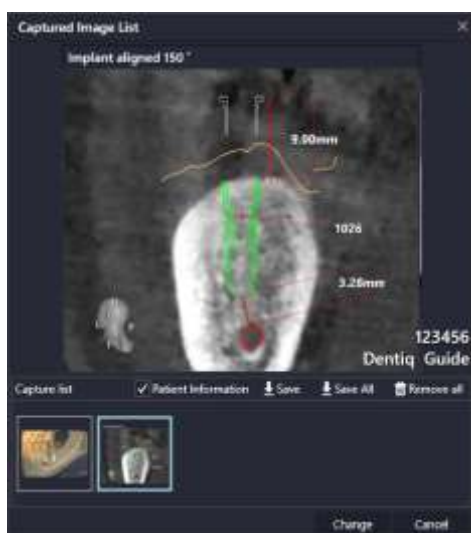 Captured Image List
Implant aligned 150 °
9.00mm
1026
3.28mm
123456
Dentiq Guide
Capture list Patient Information Save Save All Remove all
Change Cancel